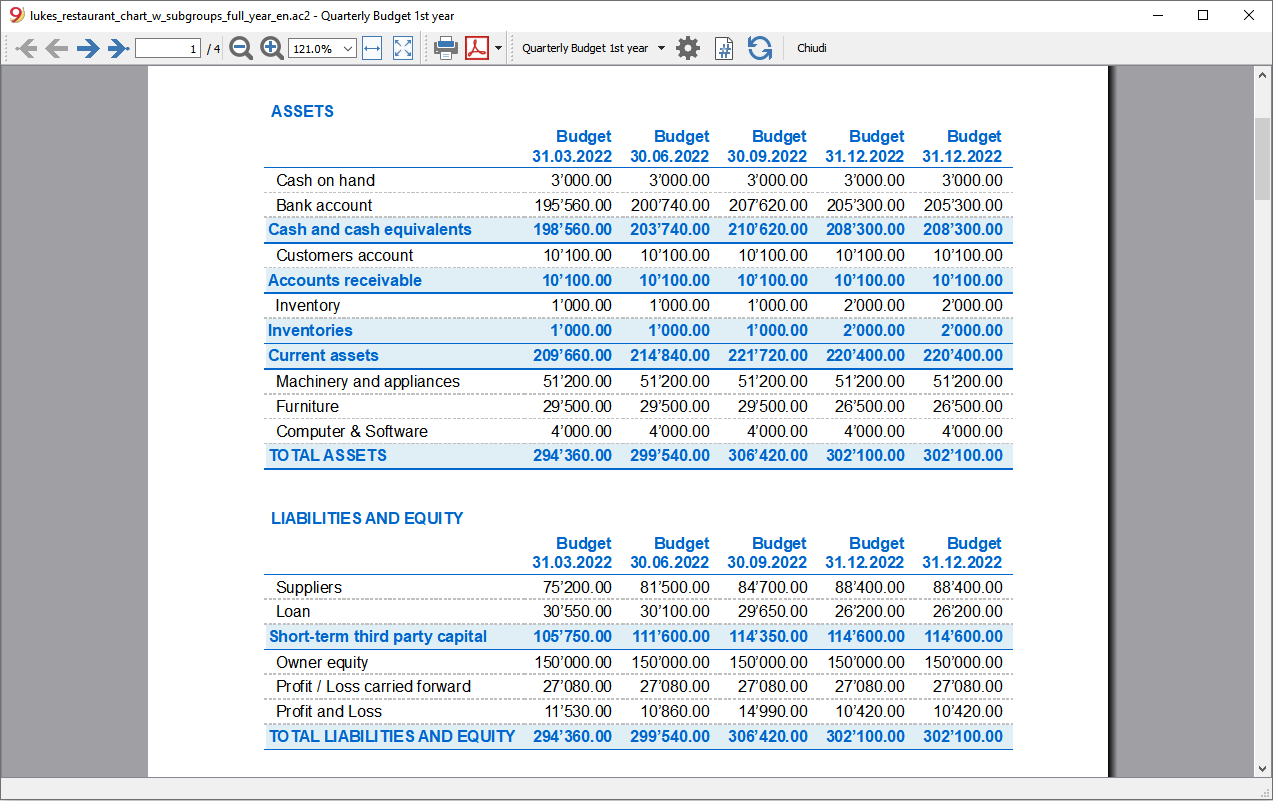 lukes_restaurant_chart_w_subgroups_full_year_en.ac2 - Quarterly Budget 1st year
1 / 4 121.0% Quarterly Budget 1st year Chiudi
ASSETS
Budget Budget Budget Budget Budget
31.03.2022 30.06.2022 30.09.2022 31.12.2022 31.12.2022
Cash on hand 3’000.00 3’000.00 3’000.00 3’000.00 3’000.00
Bank account 195’560.00 200’740.00 207’620.00 205’300.00 205’300.00
Cash and cash equivalents 198’560.00 203’740.00 210’620.00 208’300.00 208’300.00
Customers account 10’100.00 10’100.00 10’100.00 10’100.00 10’100.00
Accounts receivable 10’100.00 10’100.00 10’100.00 10’100.00 10’100.00
Inventory 1’000.00 1’000.00 1’000.00 2’000.00 2’000.00
Inventories 1’000.00 1’000.00 1’000.00 2’000.00 2’000.00
Current assets 209’660.00 214’840.00 221’720.00 220’400.00 220’400.00
Machinery and appliances 51’200.00 51’200.00 51’200.00 51’200.00 51’200.00
Furniture 29’500.00 29’500.00 29’500.00 26’500.00 26’500.00
Computer & Software 4’000.00 4’000.00 4’000.00 4’000.00 4’000.00
TOTAL ASSETS 294’360.00 299’540.00 306’420.00 302’100.00 302’100.00
LIABILITIES AND EQUITY
Budget Budget Budget Budget Budget
31.03.2022 30.06.2022 30.09.2022 31.12.2022 31.12.2022
Suppliers 75’200.00 81’500.00 84’700.00 88’400.00 88’400.00
Loan 30’550.00 30’100.00 29’650.00 26’200.00 26’200.00
Short-term third party capital 105’750.00 111’600.00 114’350.00 114’600.00 114’600.00
Owner equity 150’000.00 150’000.00 150’000.00 150’000.00 150’000.00
Profit / Loss carried forward 27’080.00 27’080.00 27’080.00 27’080.00 27’080.00
Profit and Loss 11’530.00 10’860.00 14’990.00 10’420.00 10’420.00
TOTAL LIABILITIES AND EQUITY 294’360.00 299’540.00 306’420.00 302’100.00 302’100.00